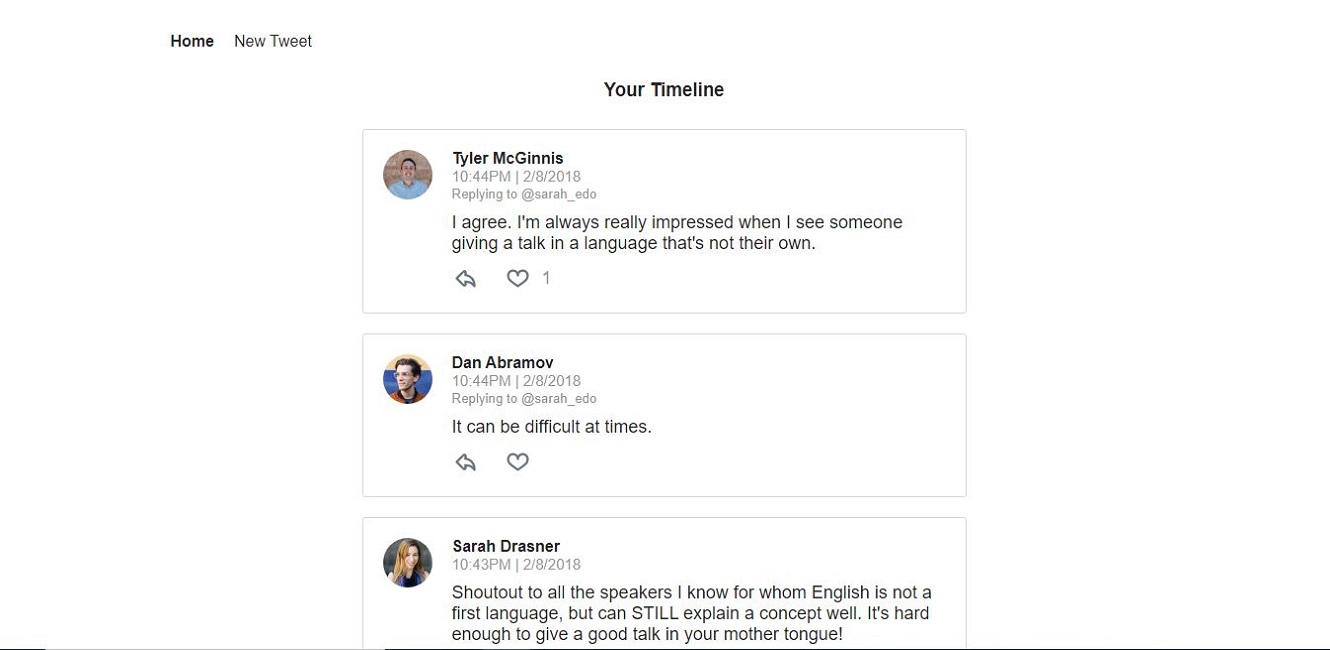 Home New Tweet
Your Timeline
Tyler McGinnis
10:44PM | 2/8/2018
Replying to @sarah_edo
I agree. I'm always really impressed when I see someone
giving a talk in a language that's not their own.
1
Dan Abramov
10:44PM | 2/8/2018
Replying to @sarah_edo
It can be difficult at times.
Sarah Drasner
10:43PM | 2/8/2018
Shoutout to all the speakers I know for whom English is not a
first language, but can STILL explain a concept well. It's hard
enough to give a good talk in your mother tongue!